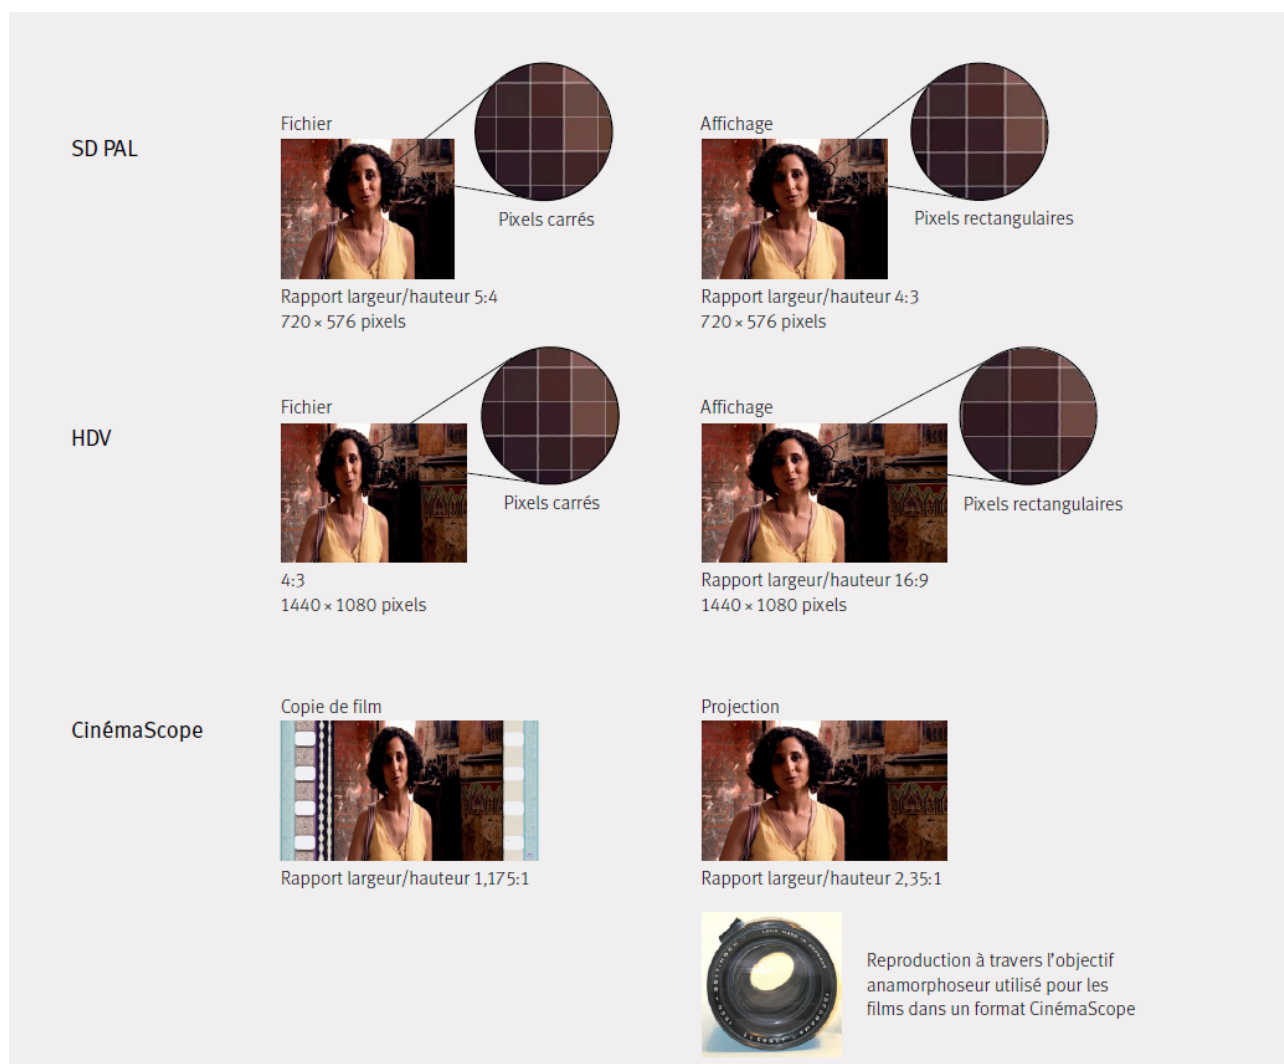 SD PAL
Fichier
Pixels carrés
Rapport largeur/hauteur 5:4
720 × 576 pixels
Affichage
Pixels rectangulaires
Rapport largeur/hauteur 4:3
720 × 576 pixels
HDV
Fichier
Pixels carrés
4:3
1440 × 1080 pixels
Affichage
Pixels rectangulaires
Rapport largeur/hauteur 16:9
1440 × 1080 pixels
CinémaScope
Copie de film
Rapport largeur/hauteur 1,175:1
Projection
Rapport largeur/hauteur 2,35:1
Reproduction à travers l'objectif
anamorphoseur utilisé pour les
films dans un format CinémaScope